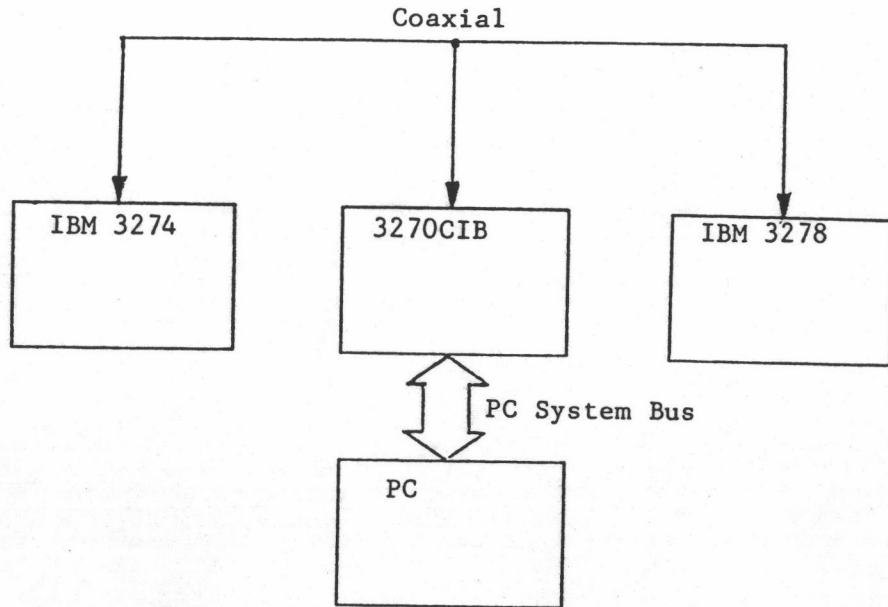 Coaxial
IBM 3274
3270CIB
IBM 3278
PC System Bus
PC